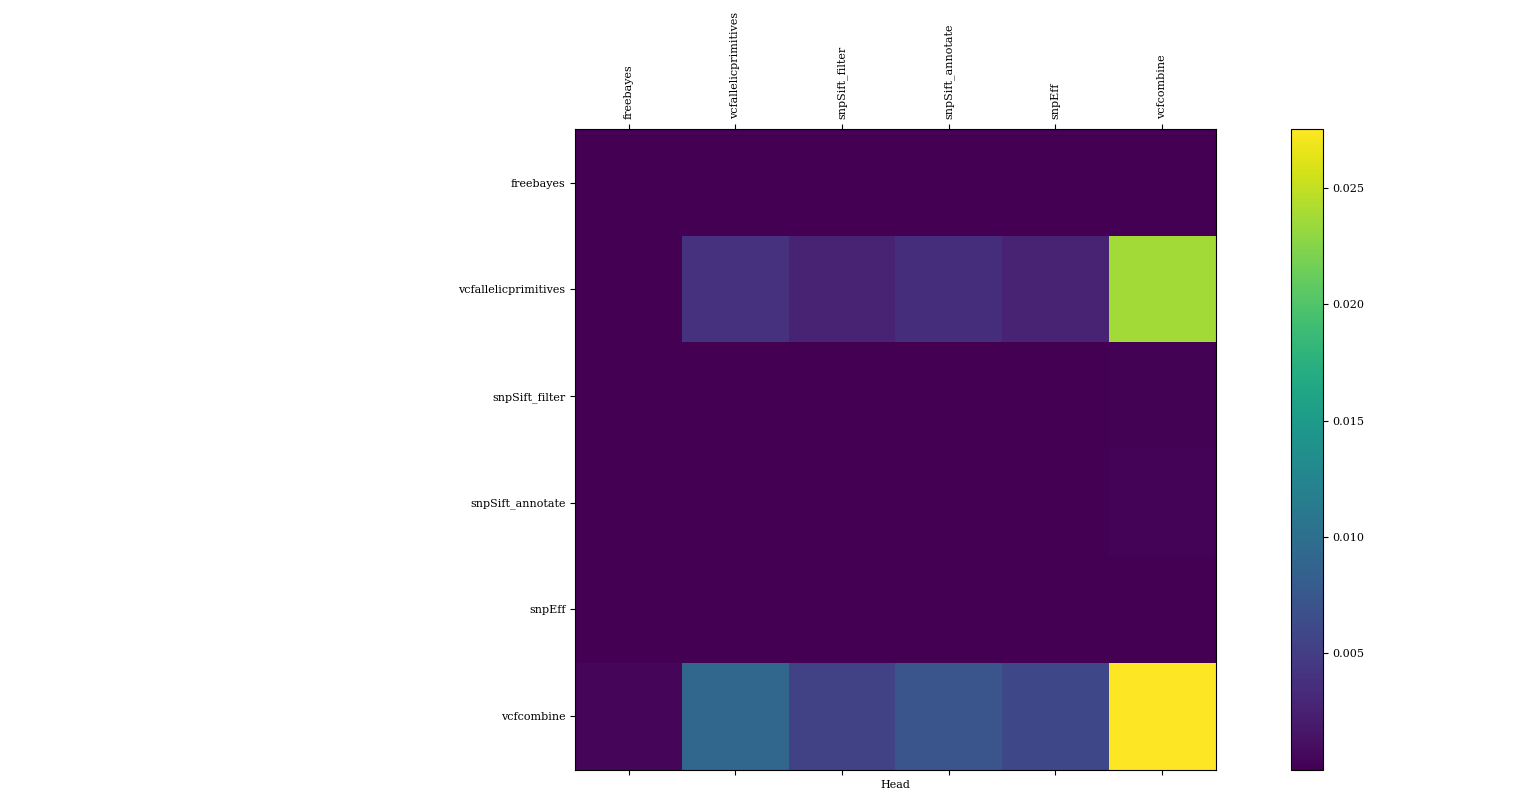 freebayes
vcfallelicprimitives
snpSift_filter
snpSift_annotate
snpEff
vcfcombine
freebayes
vcfallelicprimitives
snpSift_filter
snpSift_annotate
snpEff
vcfcombine
Head
0.025
0.020
0.015
0.010
0.005